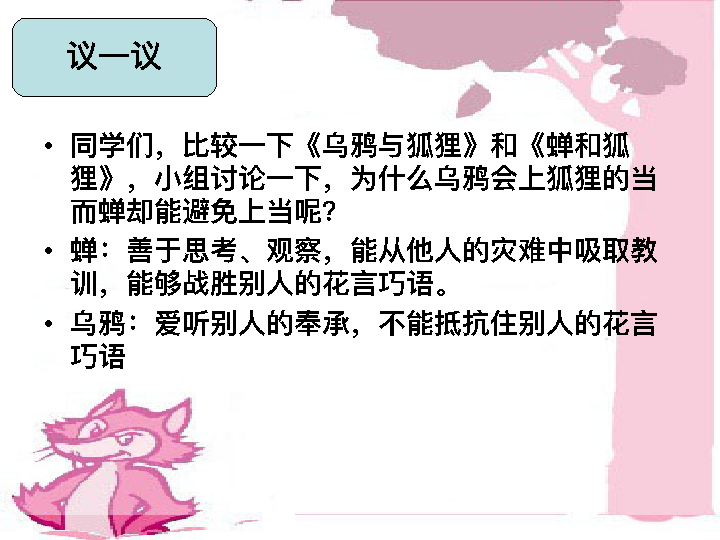 议一议
• 同学们，比较一下《乌鸦与狐狸》和《蝉和狐
狸》，小组讨论一下，为什么乌鸦会上狐狸的当
而蝉却能避免上当呢？
• 蝉：善于思考、观察，能从他人的灾难中吸取教
训，能够战胜别人的花言巧语。
• 乌鸦：爱听别人的奉承，不能抵抗住别人的花言
巧语